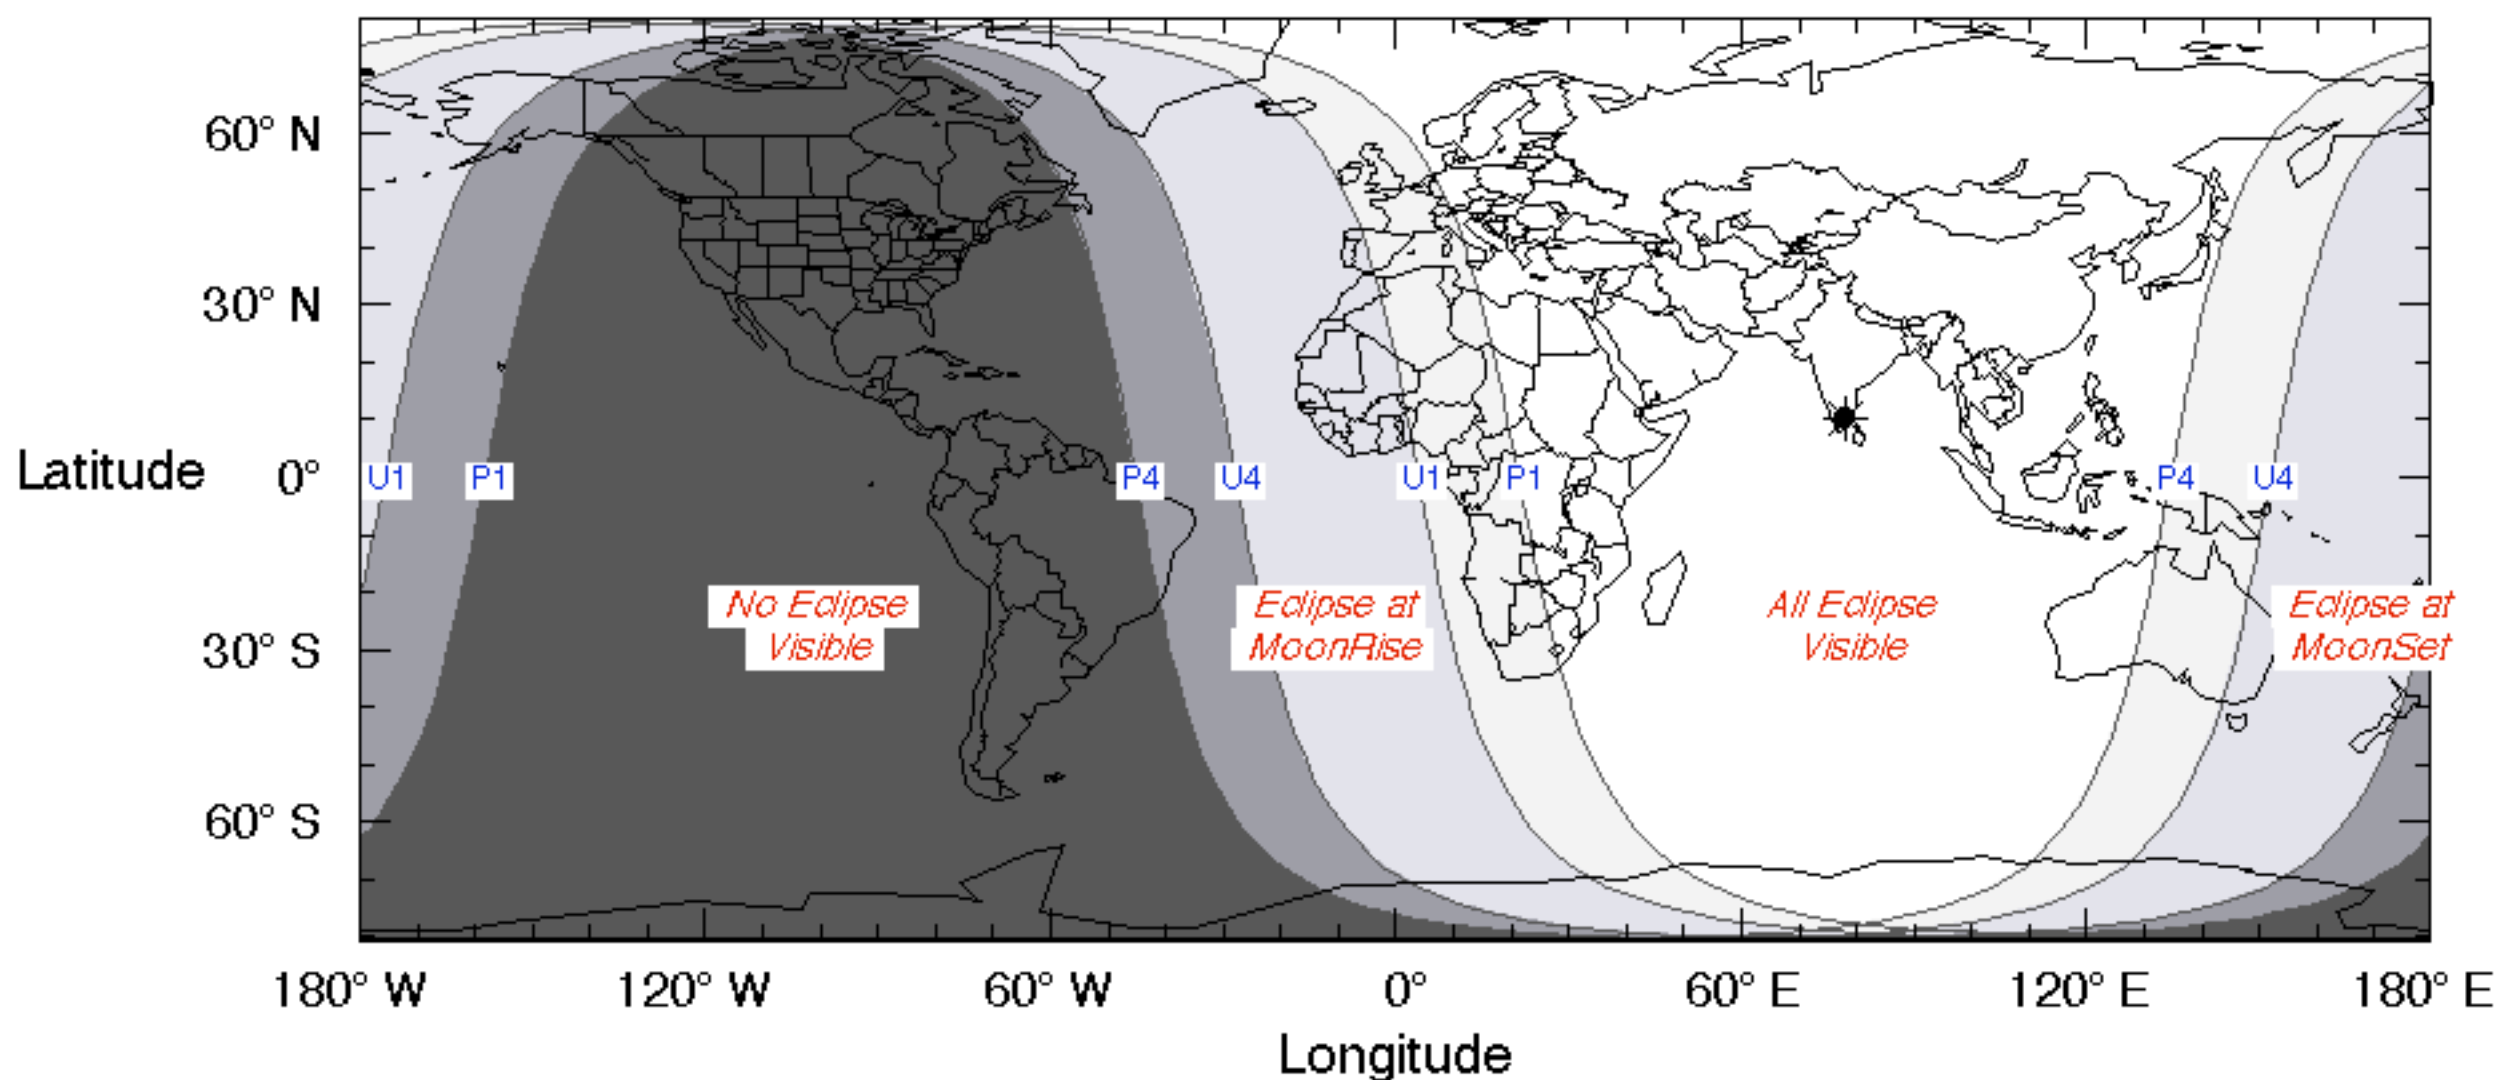 60° N
30° N
Latitude
0°
U1
P1
P4
U4
U1
P1
P4
U4
No Eclipse
Visible
Eclipse at
MoonRise
All Eclipse
Visible
Eclipse at
MoonSet
30° S
60° S
180° W
120° W
60° W
0°
60° E
120° E
180° E
Longitude